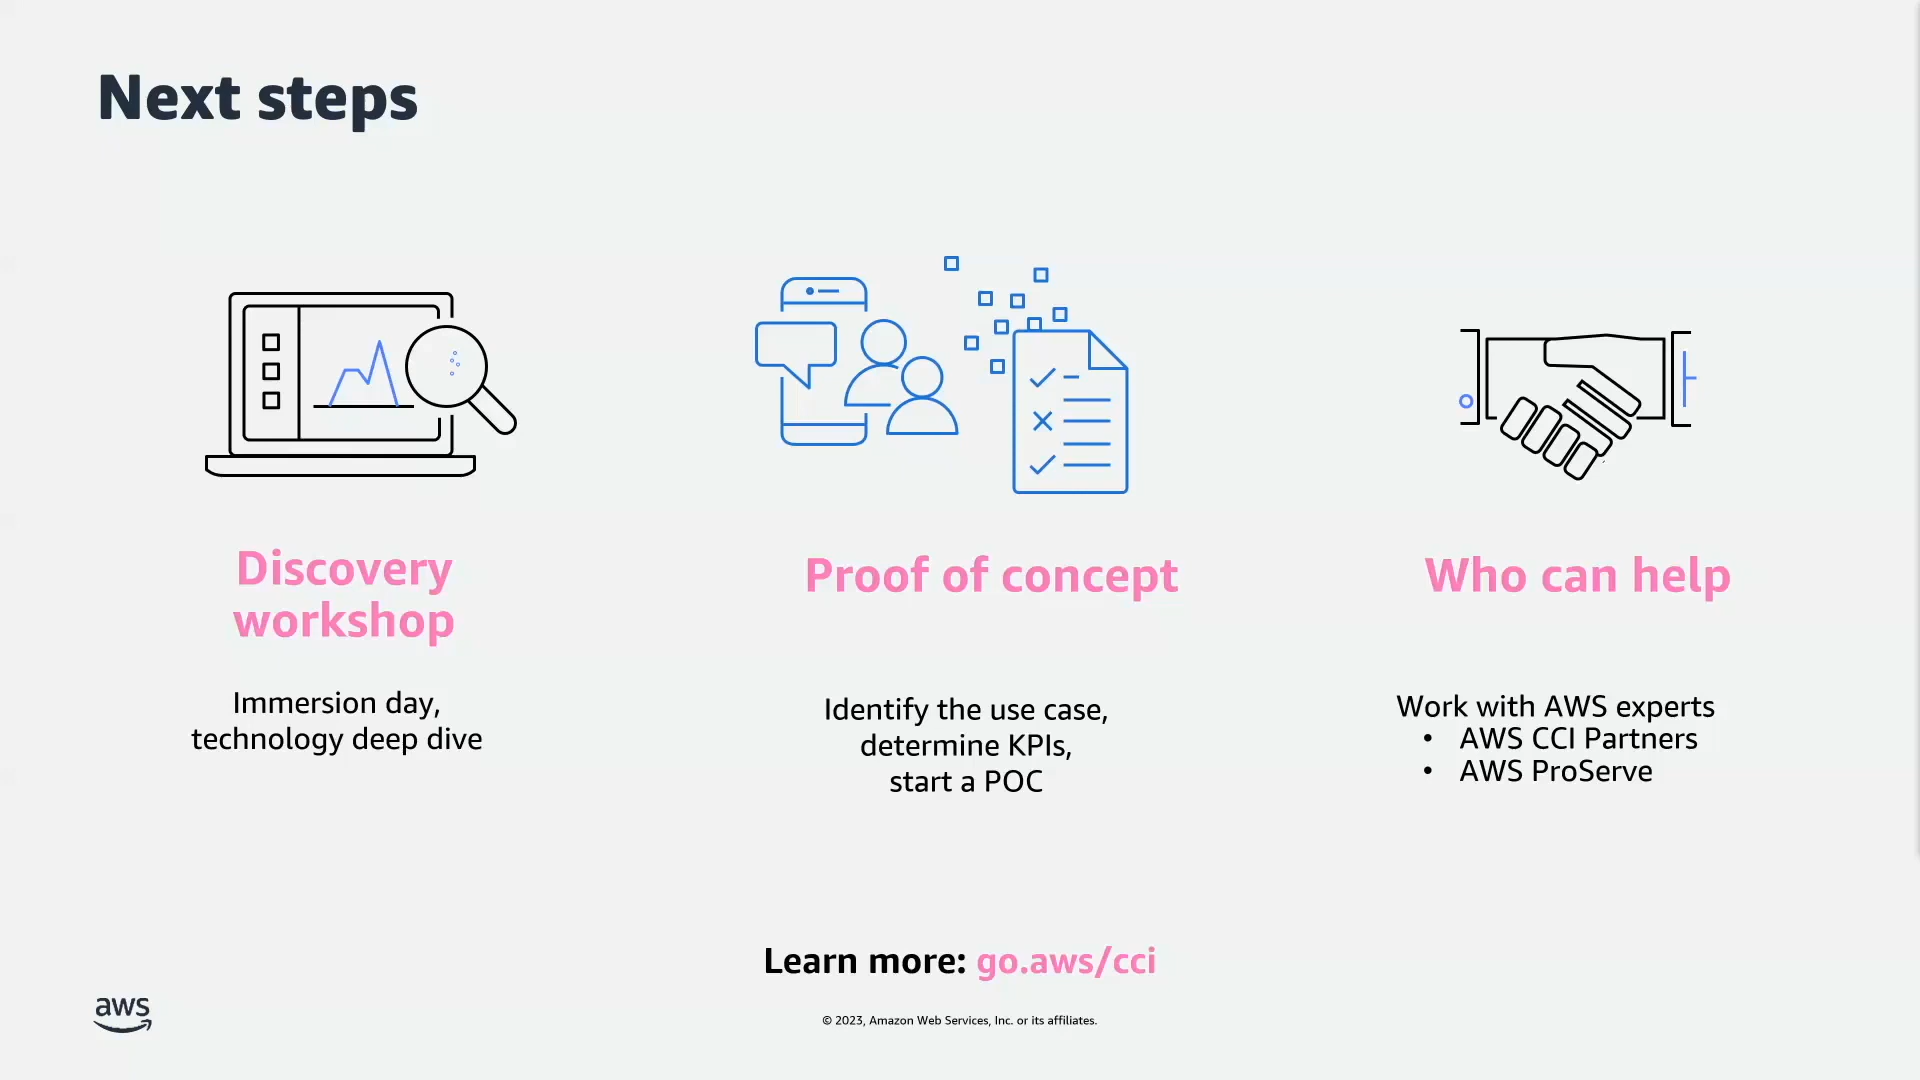 Next steps
Discovery
workshop
Immersion day,
technology deep dive
Proof of concept
Identify the use case,
determine KPIs,
start a POC
Who can help
Work with AWS experts
• AWS CCI Partners
• AWS ProServe
Learn more: go.aws/cci
aws
© 2023, Amazon Web Services, Inc. or its affiliates.